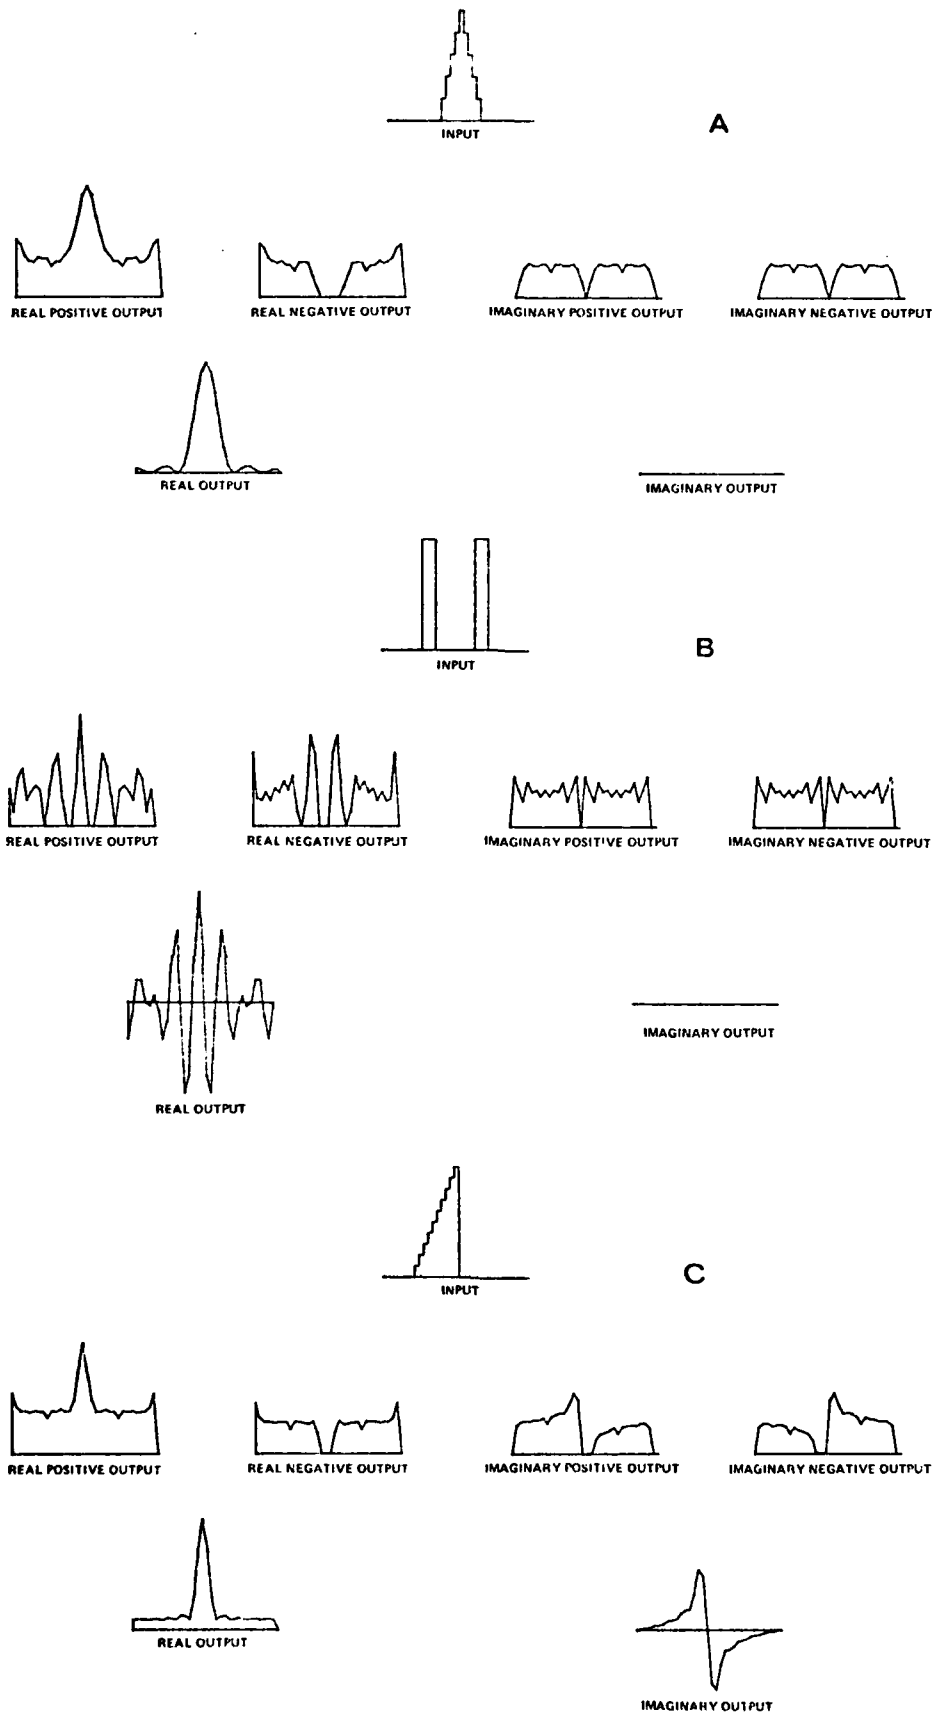 INPUT
A
REAL POSITIVE OUTPUT
REAL NEGATIVE OUTPUT
IMAGINARY POSITIVE OUTPUT
IMAGINARY NEGATIVE OUTPUT
REAL OUTPUT
IMAGINARY OUTPUT
INPUT
B
REAL POSITIVE OUTPUT
REAL NEGATIVE OUTPUT
IMAGINARY POSITIVE OUTPUT
IMAGINARY NEGATIVE OUTPUT
REAL OUTPUT
IMAGINARY OUTPUT
INPUT
C
REAL POSITIVE OUTPUT
REAL NEGATIVE OUTPUT
IMAGINARY POSITIVE OUTPUT
IMAGINARY NEGATIVE OUTPUT
REAL OUTPUT
IMAGINARY OUTPUT